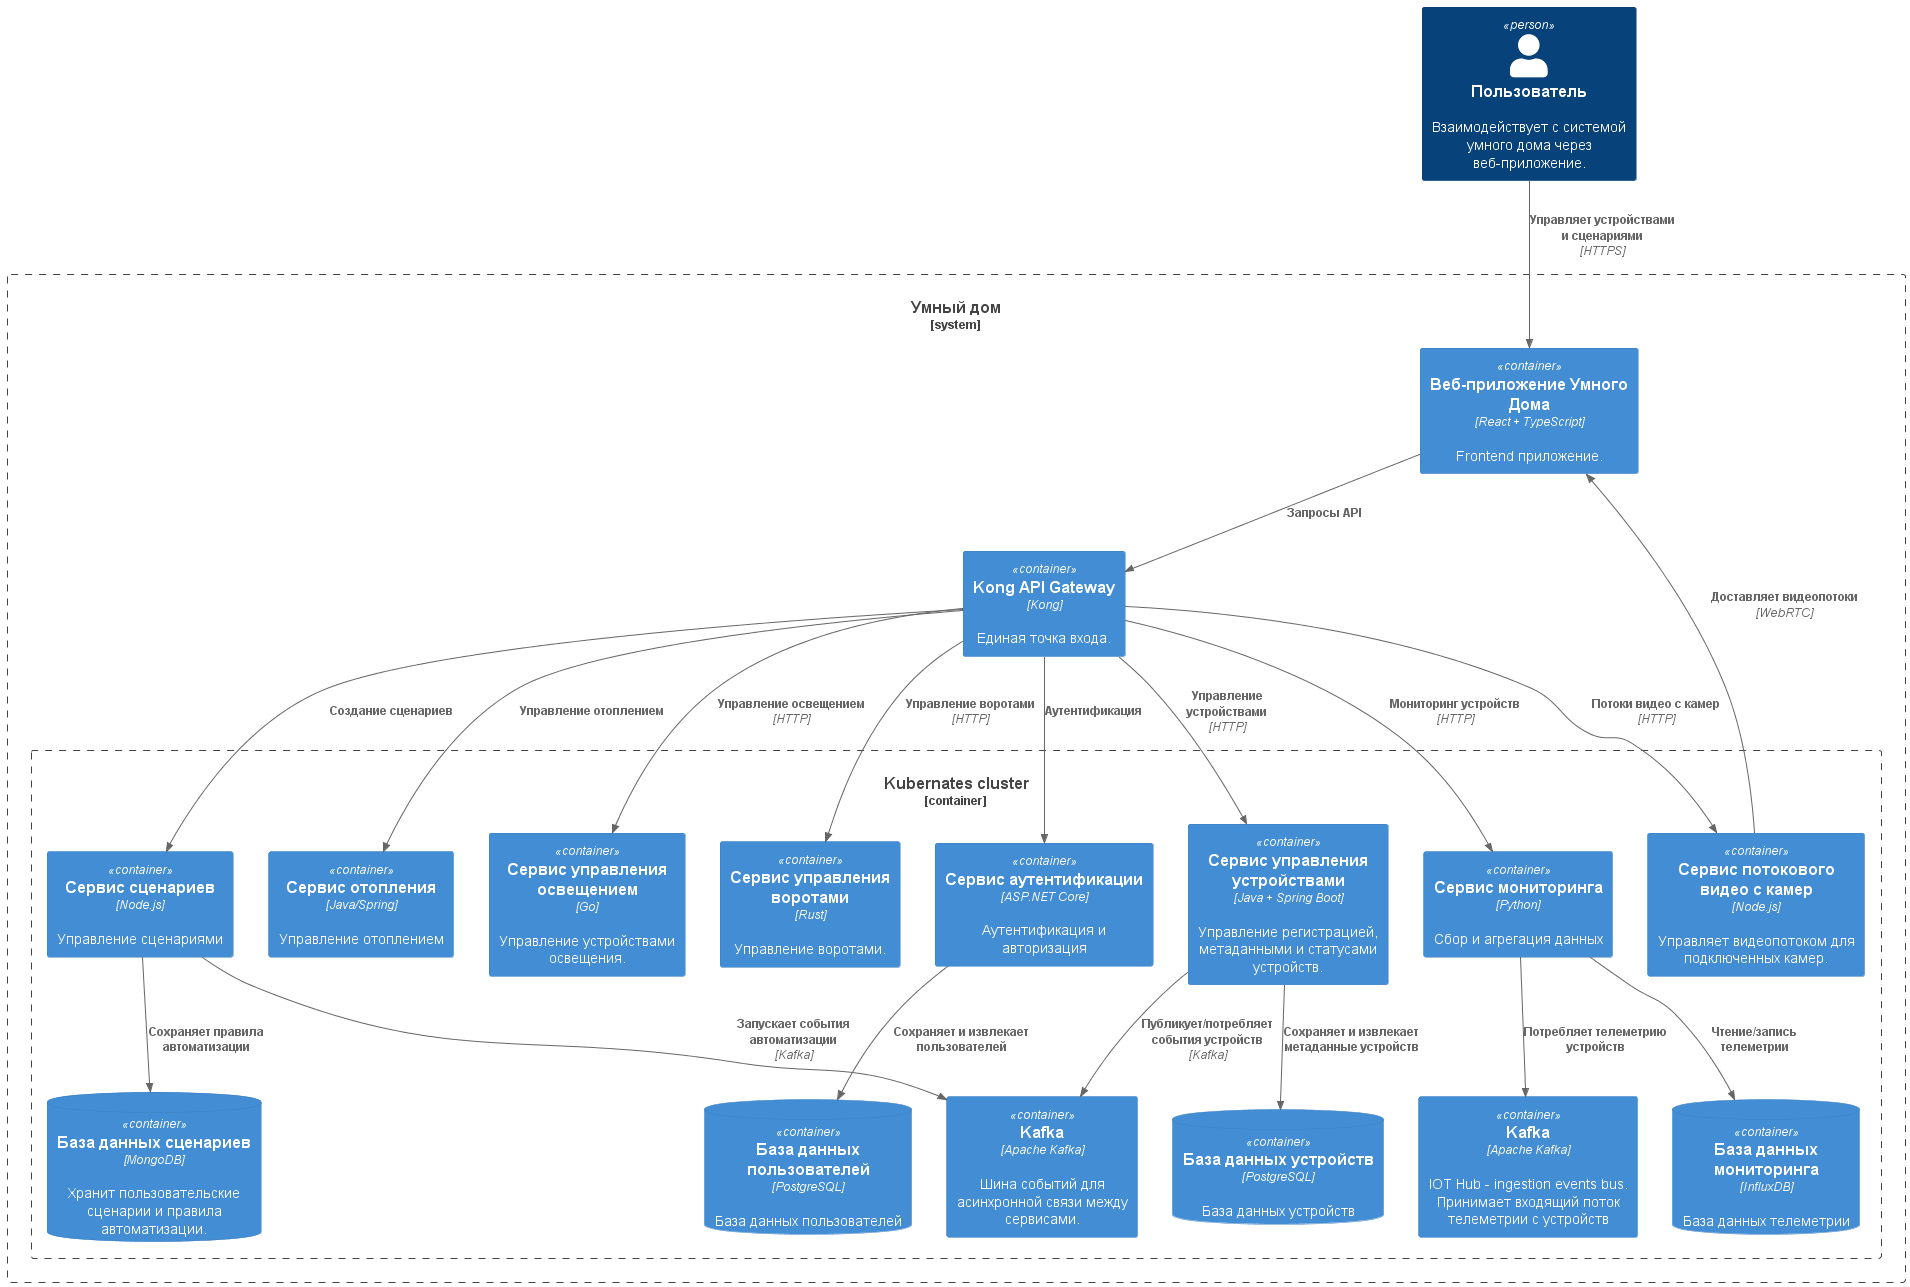 «person»
Пользователь
Взаимодействует с системой
умного дома через
веб-приложение.
Управляет устройствами
и сценариями
[HTTPS]
Умный дом
[system]
«container»
Веб-приложение Умного
Дома
[React + TypeScript]
Frontend приложение.
Запросы API
«container»
Kong API Gateway
[Kong]
Единая точка входа.
Доставляет видеопотоки
[WebRTC]
Создание сценариев
Управление отоплением
Управление освещением
[HTTP]
Управление воротами
[HTTP]
Аутентификация
Управление
устройствами
[HTTP]
Мониторинг устройств
[HTTP]
Потоки видео с камер
[HTTP]
Kubernates cluster
[container]
«container»
Сервис сценариев
[Node.js]
Управление сценариями
«container»
Сервис отопления
[Java/Spring]
Управление отоплением
«container»
Сервис управления
освещением
[Go]
Управление устройствами
освещения.
«container»
Сервис управления
воротами
[Rust]
Управление воротами.
«container»
Сервис аутентификации
[ASP.NET Core]
Аутентификация и
авторизация
«container»
Сервис управления
устройствами
[Java + Spring Boot]
Управление регистрацией,
метаданными и статусами
устройств.
«container»
Сервис мониторинга
[Python]
Сбор и агрегация данных
«container»
Сервис потокового
видео с камер
[Node.js]
Управляет видеопотоком для
подключенных камер.
Сохраняет правила
автоматизации
Запускает события
автоматизации
[Kafka]
Сохраняет и извлекает
пользователей
Публикует/потребляет
события устройств
[Kafka]
Сохраняет и извлекает
метаданные устройств
Потребляет телеметрию
устройств
Чтение/запись
телеметрии
«container»
База данных сценариев
[MongoDB]
Хранит пользовательские
сценарии и правила
автоматизации.
«container»
База данных
пользователей
[PostgreSQL]
База данных пользователей
«container»
Kafka
[Apache Kafka]
Шина событий для
асинхронной связи между
сервисами.
«container»
База данных устройств
[PostgreSQL]
База данных устройств
«container»
Kafka
[Apache Kafka]
IOT Hub - ingestion events bus.
Принимает входящий поток
телеметрии с устройств
«container»
База данных
мониторинга
[InfluxDB]
База данных телеметрии